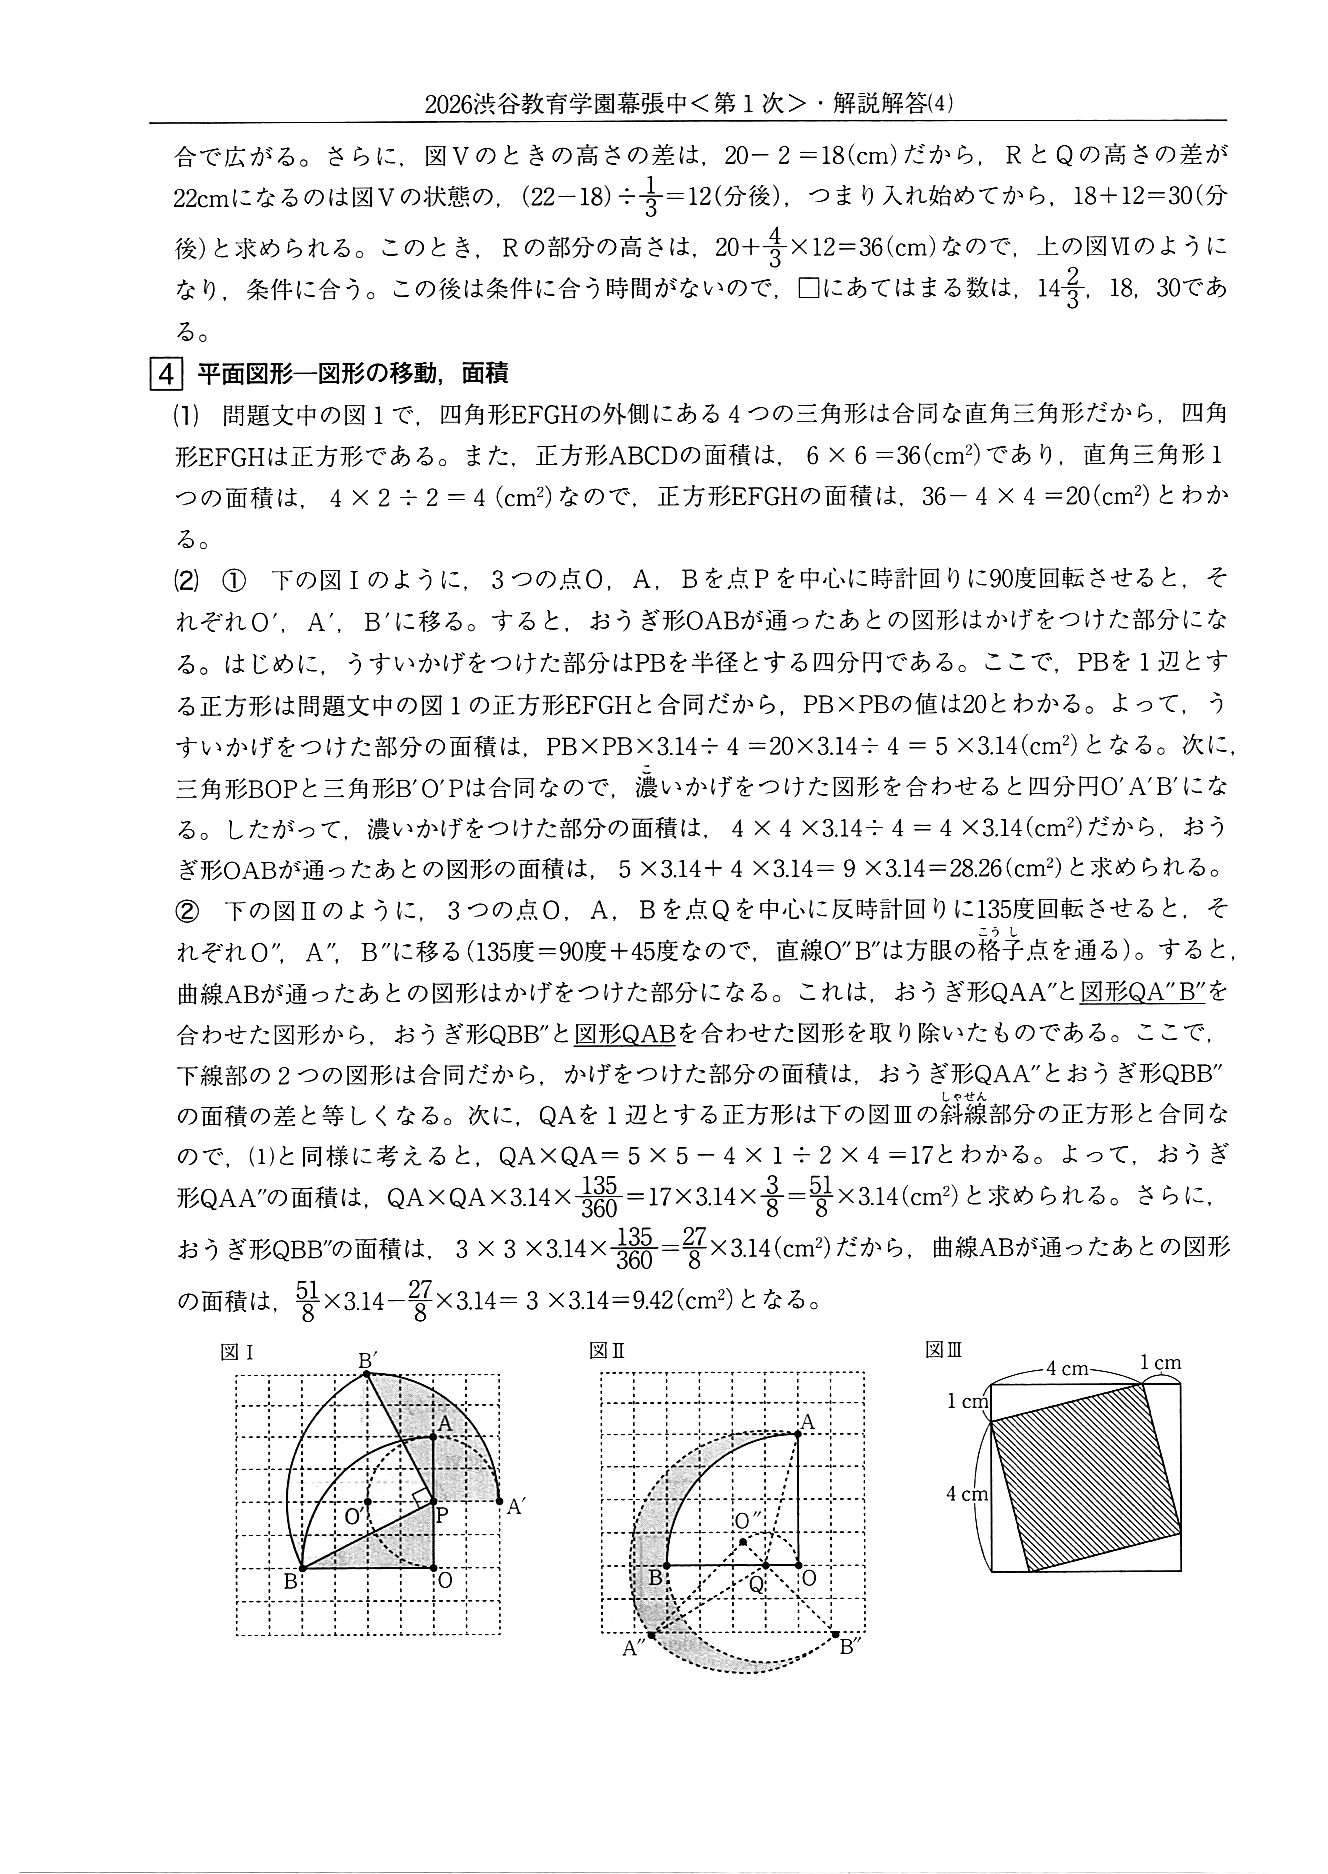 2026渋谷教育学園幕張中＜第1次＞・解説解答(4)
合で広がる。さらに，図Ⅴのときの高さの差は，20－2＝18(cm)だから，RとQの高さの差が
22cmになるのは図Ⅴの状態の，(22－18)÷1/3＝12(分後)，つまり入れ始めてから，18＋12＝30(分
後)と求められる。このとき，Rの部分の高さは，20＋4/3×12＝36(cm)なので，上の図Ⅵのように
なり，条件に合う。この後は条件に合う時間がないので，□にあてはまる数は，14 2/3，18，30であ
る。
4 平面図形―図形の移動，面積
(1) 問題文中の図1で，四角形EFGHの外側にある4つの三角形は合同な直角三角形だから，四角
形EFGHは正方形である。また，正方形ABCDの面積は，6×6＝36(cm²)であり，直角三角形1
つの面積は，4×2÷2＝4(cm²)なので，正方形EFGHの面積は，36－4×4＝20(cm²)とわか
る。
(2) ① 下の図Ⅰのように，3つの点O，A，Bを点Pを中心に時計回りに90度回転させると，そ
れぞれO′，A′，B′に移る。すると，おうぎ形OABが通ったあとの図形はかげをつけた部分にな
る。はじめに，うすいかげをつけた部分はPBを半径とする四分円である。ここで，PBを1辺とす
る正方形は問題文中の図1の正方形EFGHと合同だから，PB×PBの値は20とわかる。よって，う
すいかげをつけた部分の面積は，PB×PB×3.14÷4＝20×3.14÷4＝5×3.14(cm²)となる。次に，
こ
三角形BOPと三角形B′O′Pは合同なので，濃いかげをつけた図形を合わせると四分円O′A′B′にな
る。したがって，濃いかげをつけた部分の面積は，4×4×3.14÷4＝4×3.14(cm²)だから，おう
ぎ形OABが通ったあとの図形の面積は，5×3.14＋4×3.14＝9×3.14＝28.26(cm²)と求められる。
② 下の図Ⅱのように，3つの点O，A，Bを点Qを中心に反時計回りに135度回転させると，そ
こうし
れぞれO″，A″，B″に移る(135度＝90度＋45度なので，直線O″B″は方眼の格子点を通る)。すると，
曲線ABが通ったあとの図形はかげをつけた部分になる。これは，おうぎ形QAA″と図形QA″B″を
合わせた図形から，おうぎ形QBB″と図形QABを合わせた図形を取り除いたものである。ここで，
下線部の2つの図形は合同だから，かげをつけた部分の面積は，おうぎ形QAA″とおうぎ形QBB″
しゃせん
の面積の差と等しくなる。次に，QAを1辺とする正方形は下の図Ⅲの斜線部分の正方形と合同な
ので，(1)と同様に考えると，QA×QA＝5×5－4×1÷2×4＝17とわかる。よって，おうぎ
形QAA″の面積は，QA×QA×3.14×135/360＝17×3.14×3/8＝51/8×3.14(cm²)と求められる。さらに，
おうぎ形QBB″の面積は，3×3×3.14×135/360＝27/8×3.14(cm²)だから，曲線ABが通ったあとの図形
の面積は，51/8×3.14－27/8×3.14＝3×3.14＝9.42(cm²)となる。
図Ⅰ
B′
A
O′
P
A′
B
O
図Ⅱ
A
O″
B
Q
O
A″
B″
図Ⅲ
4 cm
1 cm
1 cm
4 cm